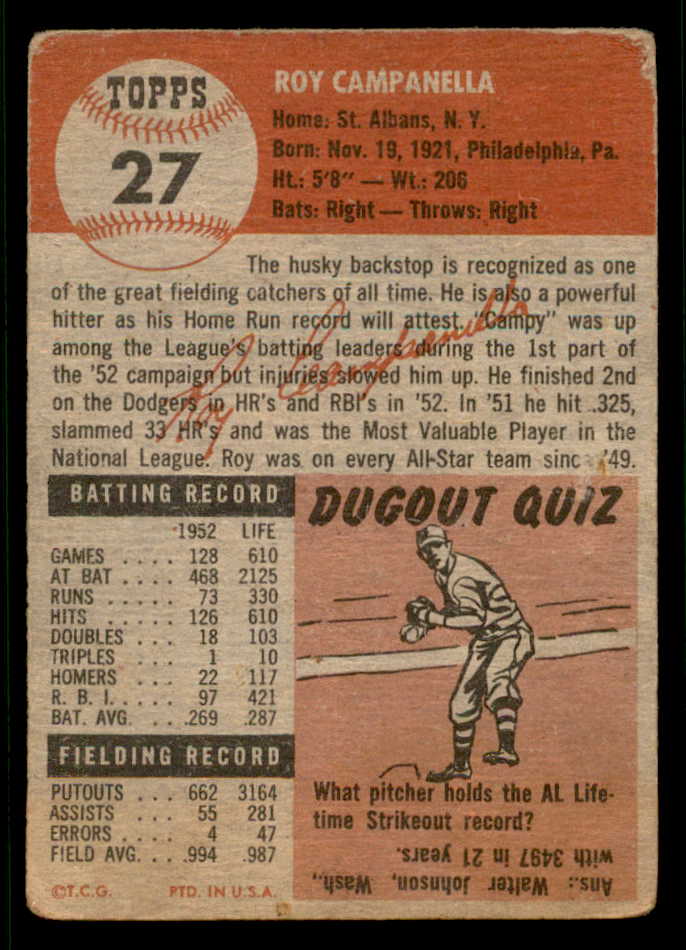 TOPPS
27
ROY CAMPANELLA
Home: St. Albans, N. Y.
Born: Nov. 19, 1921, Philadelphia, Pa.
Ht.: 5'8" — Wt.: 206
Bats: Right — Throws: Right
The husky backstop is recognized as one
of the great fielding catchers of all time. He is also a powerful
hitter as his Home Run record will attest. "Campy" was up
among the League's batting leaders during the 1st part of
the '52 campaign but injuries slowed him up. He finished 2nd
on the Dodgers in HR's and RBI's in '52. In '51 he hit .325,
slammed 33 HR's and was the Most Valuable Player in the
National League. Roy was on every All-Star team sinc '49.
Roy Campanella
BATTING RECORD
1952 LIFE
GAMES .... 128 610
AT BAT .... 468 2125
RUNS ..... 73 330
HITS ..... 126 610
DOUBLES ... 18 103
TRIPLES ... 1 10
HOMERS ... 22 117
R. B. I. .... 97 421
BAT. AVG. ... .269 .287
FIELDING RECORD
PUTOUTS ... 662 3164
ASSISTS ... 55 281
ERRORS ... 4 47
FIELD AVG. ... .994 .987
©T.C.G. PTD. IN U.S.A.
DUGOUT QUIZ
What pitcher holds the AL Life-
time Strikeout record?
Ans.: Walter Johnson, Wash.,
with 3497 in 21 years.